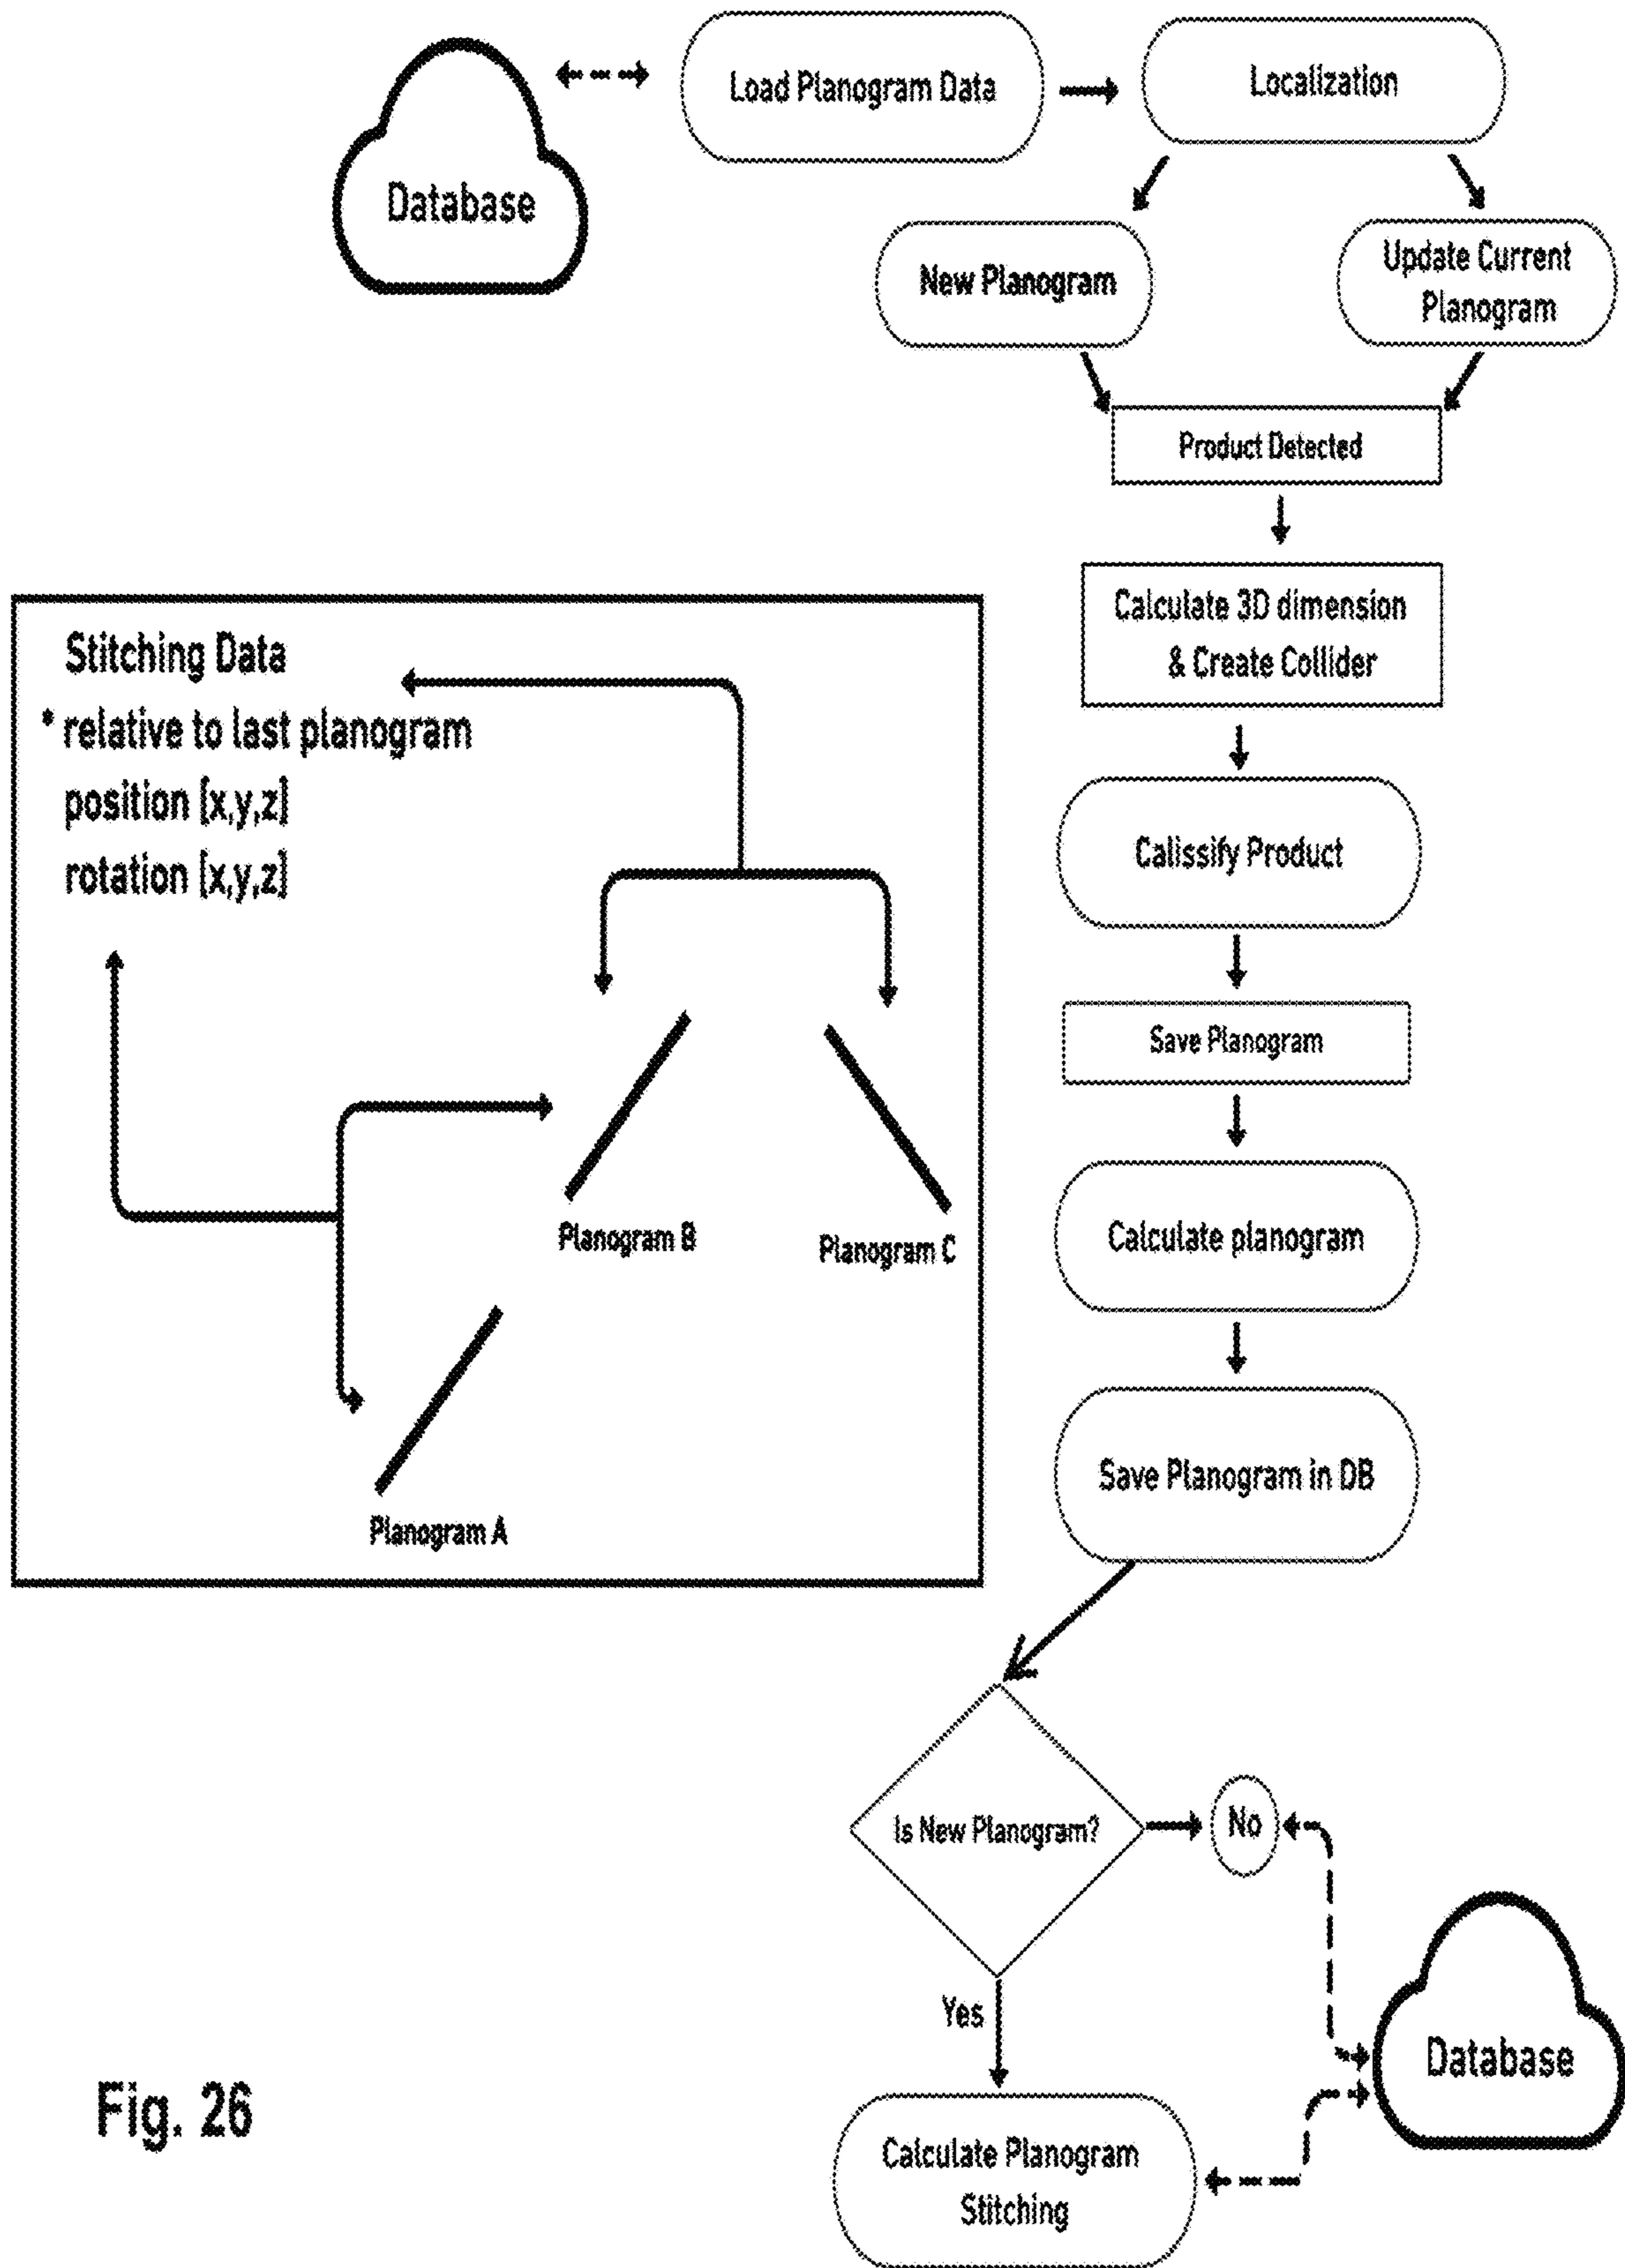 Load Planogram Data
Localization
Database
New Planogram
Update Current
Planogram
Product Detected
Calculate 3D dimension
& Create Collider
Stitching Data
* relative to last planogram
position [x,y,z]
rotation [x,y,z]
Calissify Product
Save Planogram
Planogram B
Planogram C
Calculate planogram
Planogram A
Save Planogram in DB
Is New Planogram?
No
Yes
Database
Calculate Planogram
Stitching
Fig. 26